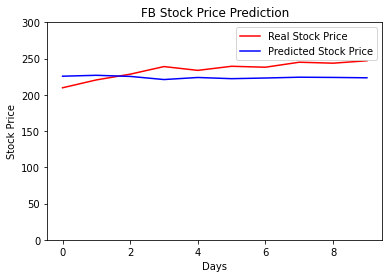 FB Stock Price Prediction
Real Stock Price
Predicted Stock Price
Stock Price
300
250
200
150
100
50
0
0 2 4 6 8
Days